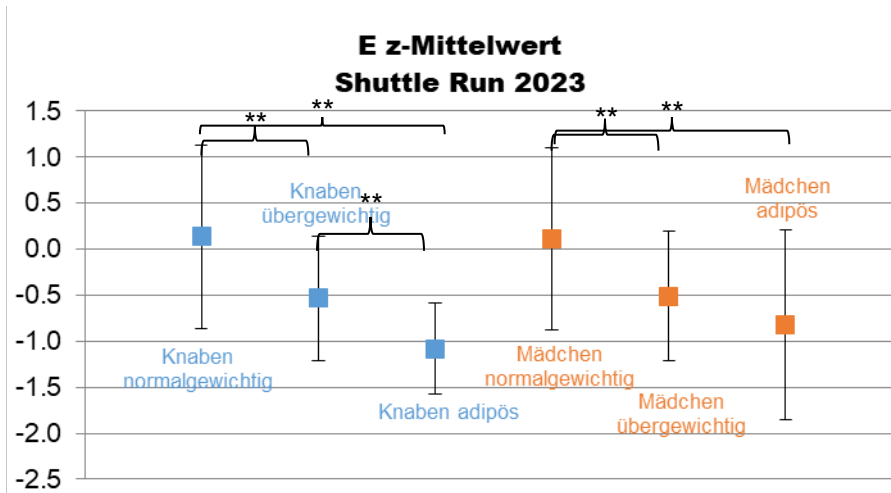 E z-Mittelwert
Shuttle Run 2023
1.5
1.0
0.5
0.0
-0.5
-1.0
-1.5
-2.0
-2.5
**
**
**
**
**
Knaben
übergewichtig
Knaben
normalgewichtig
Knaben adipös
Mädchen
adipös
Mädchen
normalgewichtig
Mädchen
übergewichtig